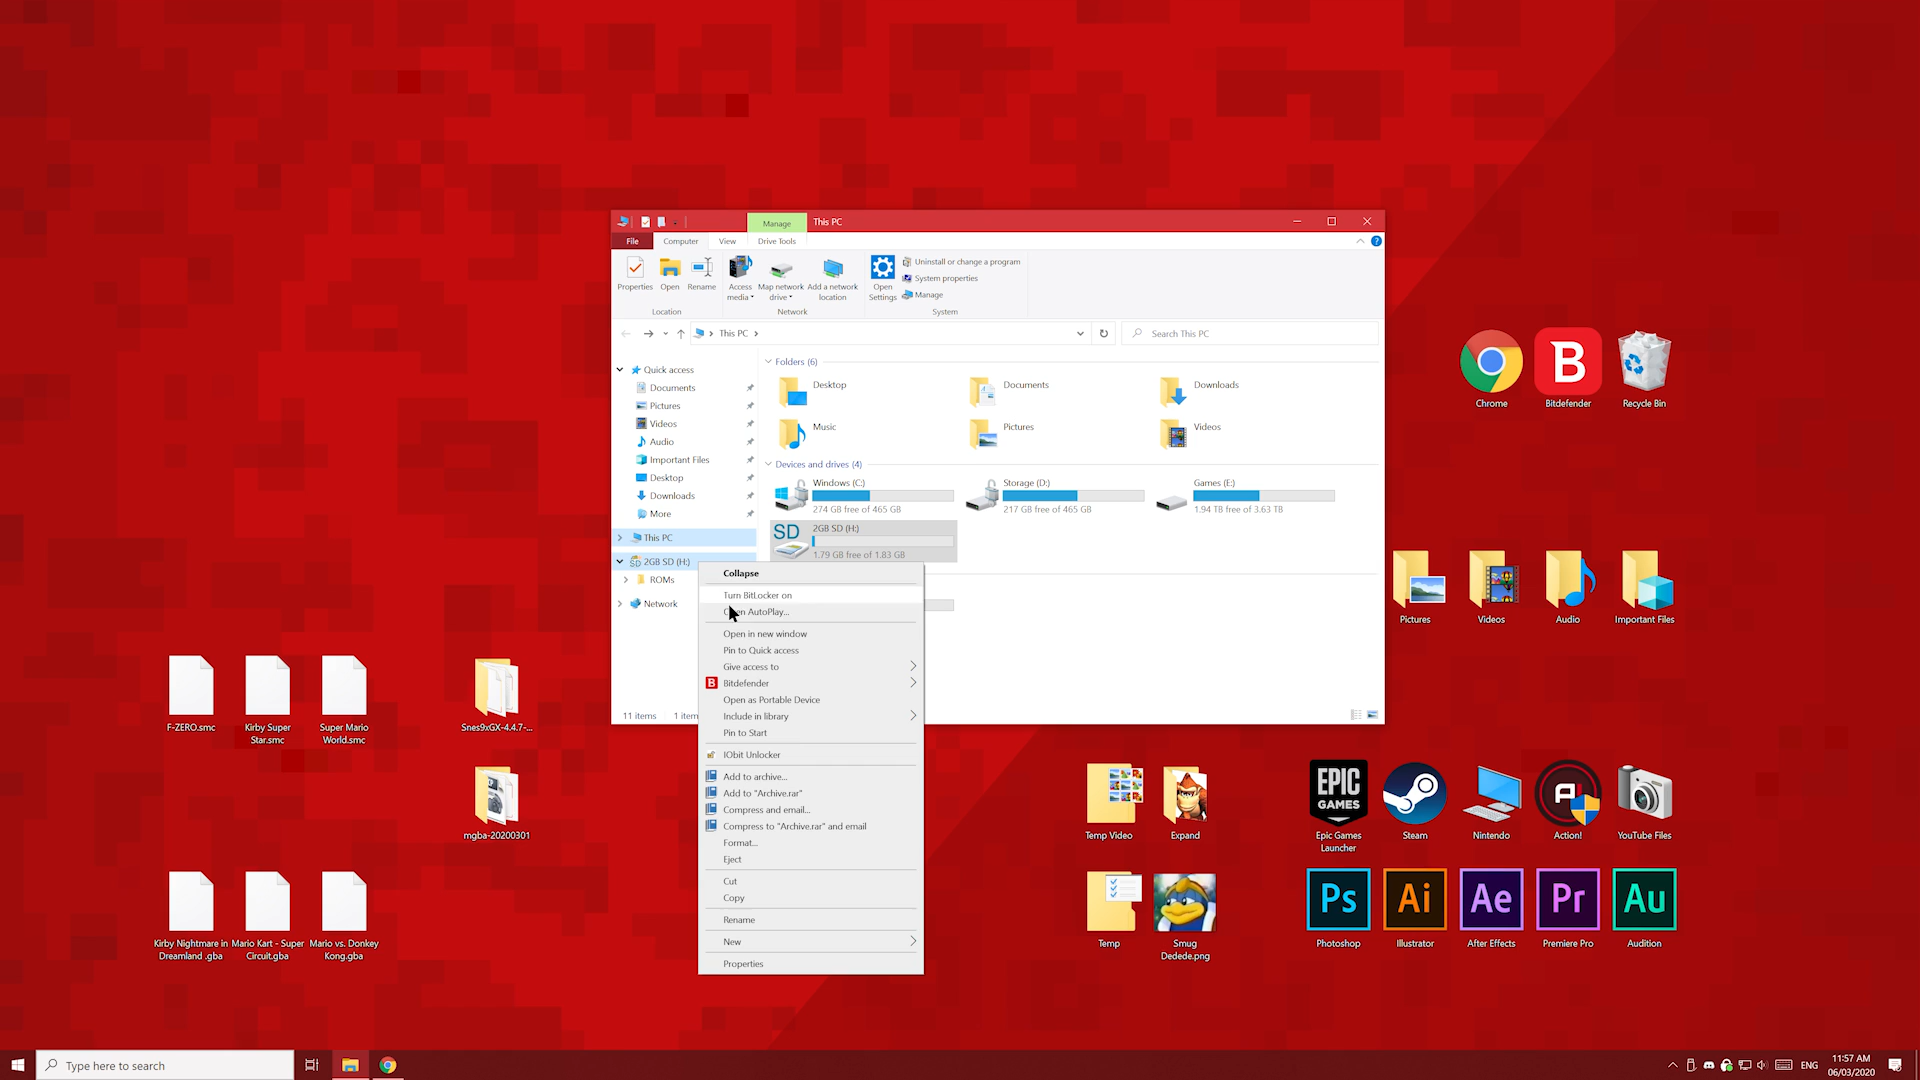 Manage
This PC
File
Computer
View
Drive Tools
Properties
Open
Rename
Access
media
Map network
drive
Add a network
location
Open
Settings
Uninstall or change a program
System properties
Manage
Location
Network
System
This PC
Search This PC
Quick access
Documents
Pictures
Videos
Audio
Important Files
Desktop
Downloads
More
This PC
2GB SD (H:)
ROMs
Network
Folders (6)
Desktop
Documents
Downloads
Music
Pictures
Videos
Devices and drives (4)
Windows (C:)
274 GB free of 465 GB
Storage (D:)
217 GB free of 465 GB
Games (E:)
1.94 TB free of 3.63 TB
SD
2GB SD (H:)
1.79 GB free of 1.83 GB
11 items
1 item
Collapse
Turn BitLocker on
AutoPlay...
Open in new window
Pin to Quick access
Give access to
B
Bitdefender
Open as Portable Device
Include in library
Pin to Start
IObit Unlocker
Add to archive...
Add to "Archive.rar"
Compress and email...
Compress to "Archive.rar" and email
Format...
Eject
Cut
Copy
Rename
New
Properties
Chrome
B
Bitdefender
Recycle Bin
Pictures
Videos
Audio
Important Files
F-ZERO.smc
Kirby Super
Star.smc
Super Mario
World.smc
Snes9xGX-4.4.7-...
mgba-20200301
Kirby Nightmare in
Dreamland .gba
Mario Kart - Super
Circuit.gba
Mario vs. Donkey
Kong.gba
Temp Video
Expand
Temp
Smug
Dedede.png
EPIC
GAMES
Epic Games
Launcher
Steam
Nintendo
Action!
YouTube Files
Ps
Photoshop
Ai
Illustrator
Ae
After Effects
Pr
Premiere Pro
Au
Audition
Type here to search
ENG
11:57 AM
06/03/2020